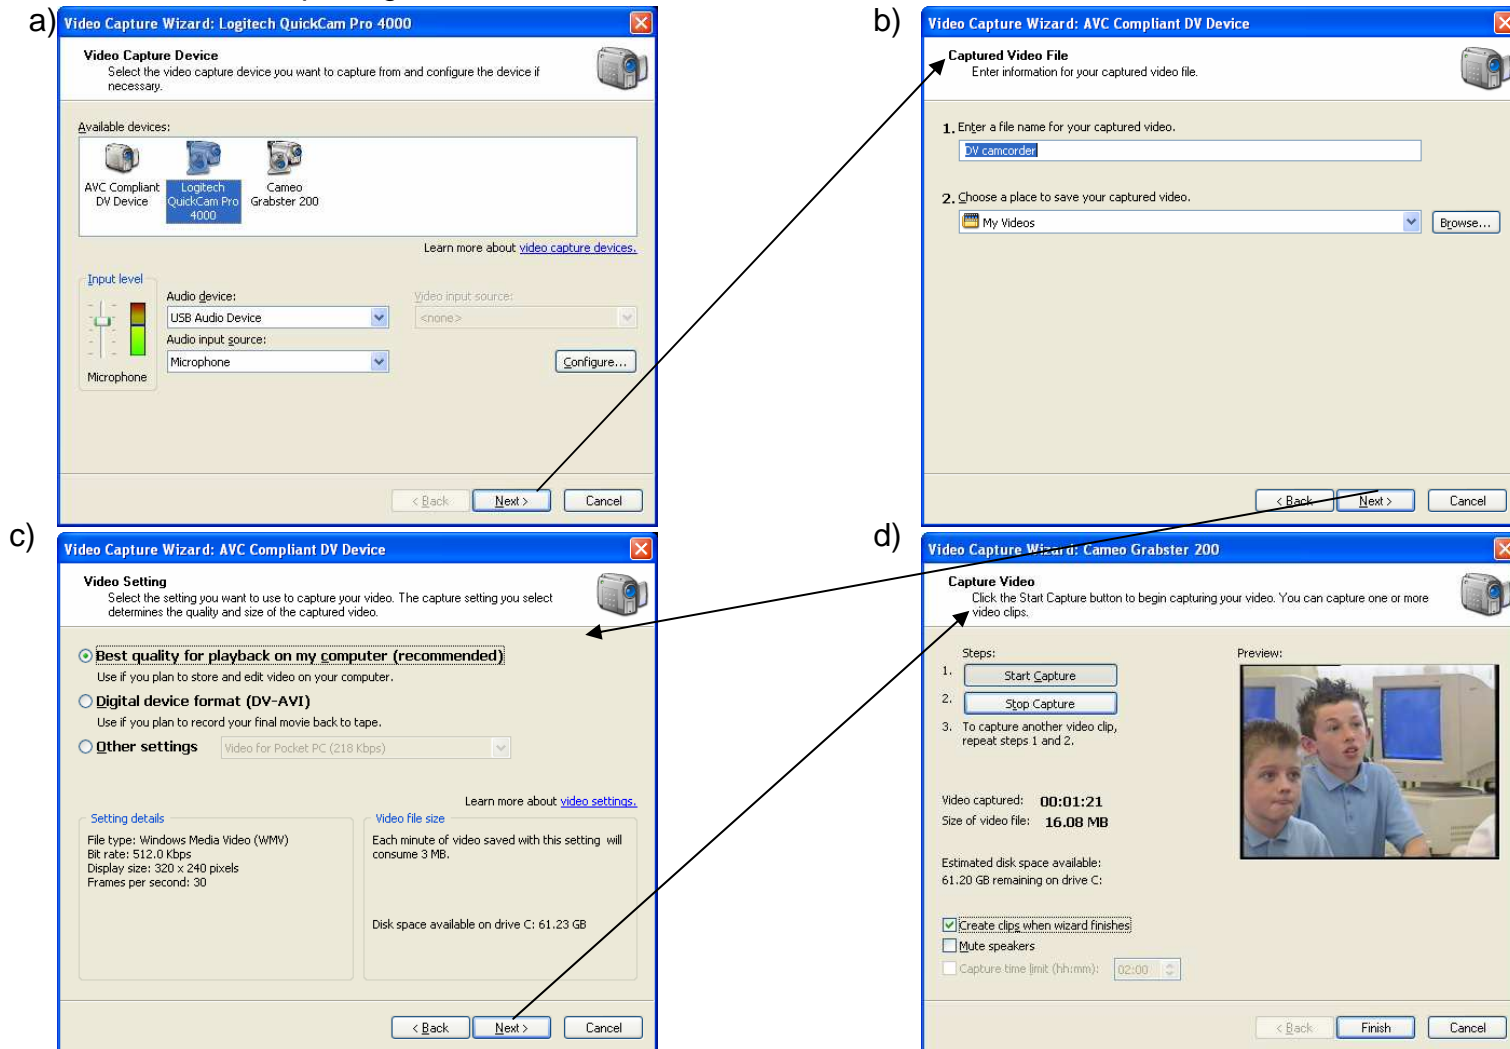 a)
Video Capture Wizard: Logitech QuickCam Pro 4000
Video Capture Device
Select the video capture device you want to capture from and configure the device if
necessary.
Available devices:
AVC Compliant
DV Device
Logitech
QuickCam Pro
4000
Cameo
Grabster 200
Learn more about video capture devices.
Input level
Microphone
Audio device:
USB Audio Device
Audio input source:
Microphone
Video input source:
<none>
Configure...
< Back
Next >
Cancel
b)
Video Capture Wizard: AVC Compliant DV Device
Captured Video File
Enter information for your captured video file.
1. Enter a file name for your captured video.
DV camcorder
2. Choose a place to save your captured video.
My Videos
Browse...
< Back
Next >
Cancel
c)
Video Capture Wizard: AVC Compliant DV Device
Video Setting
Select the setting you want to use to capture your video. The capture setting you select
determines the quality and size of the captured video.
Best quality for playback on my computer (recommended)
Use if you plan to store and edit video on your computer.
Digital device format (DV-AVI)
Use if you plan to record your final movie back to tape.
Other settings
Video for Pocket PC (218 Kbps)
Learn more about video settings.
Setting details
File type: Windows Media Video (WMV)
Bit rate: 512.0 Kbps
Display size: 320 x 240 pixels
Frames per second: 30
Video file size
Each minute of video saved with this setting will
consume 3 MB.
Disk space available on drive C: 61.23 GB
< Back
Next >
Cancel
d)
Video Capture Wizard: Cameo Grabster 200
Capture Video
Click the Start Capture button to begin capturing your video. You can capture one or more
video clips.
Steps:
1. Start Capture
2. Stop Capture
3. To capture another video clip,
repeat steps 1 and 2.
Preview:
Video captured: 00:01:21
Size of video file: 16.08 MB
Estimated disk space available:
61.20 GB remaining on drive C:
Create clips when wizard finishes
Mute speakers
Capture time limit (hh:mm): 02:00
< Back
Finish
Cancel